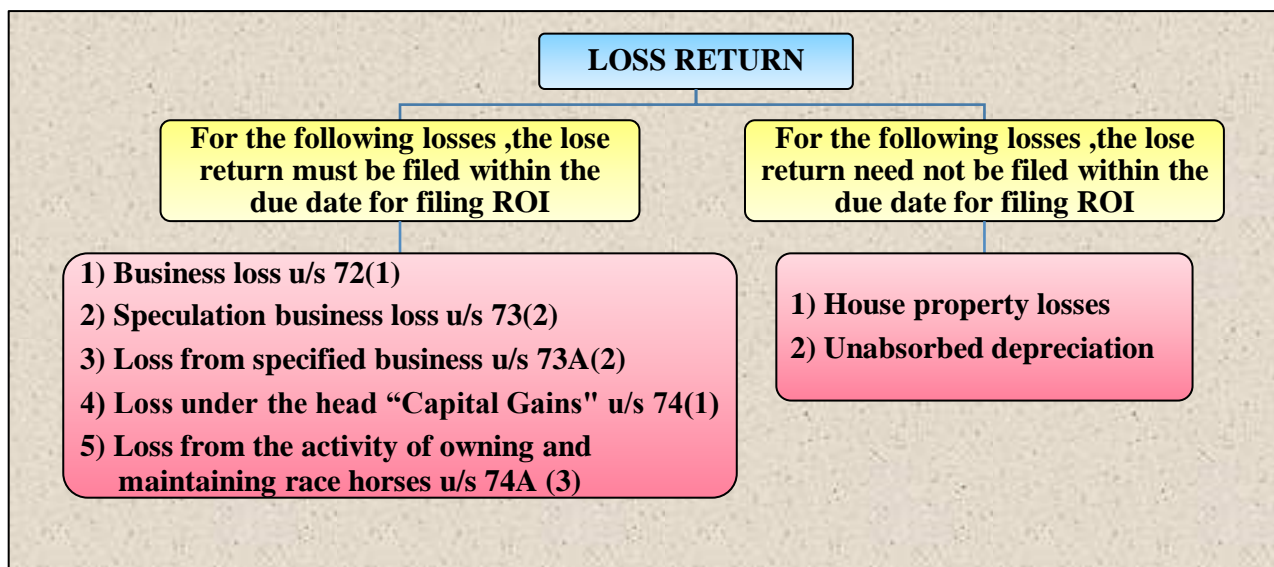 LOSS RETURN
For the following losses ,the lose
return must be filed within the
due date for filing ROI
For the following losses ,the lose
return need not be filed within the
due date for filing ROI
1) Business loss u/s 72(1)
2) Speculation business loss u/s 73(2)
3) Loss from specified business u/s 73A(2)
4) Loss under the head “Capital Gains" u/s 74(1)
5) Loss from the activity of owning and
maintaining race horses u/s 74A (3)
1) House property losses
2) Unabsorbed depreciation